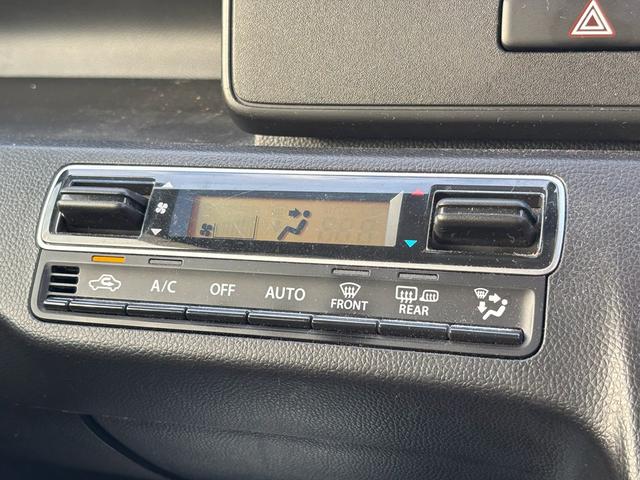 A/C OFF AUTO FRONT REAR